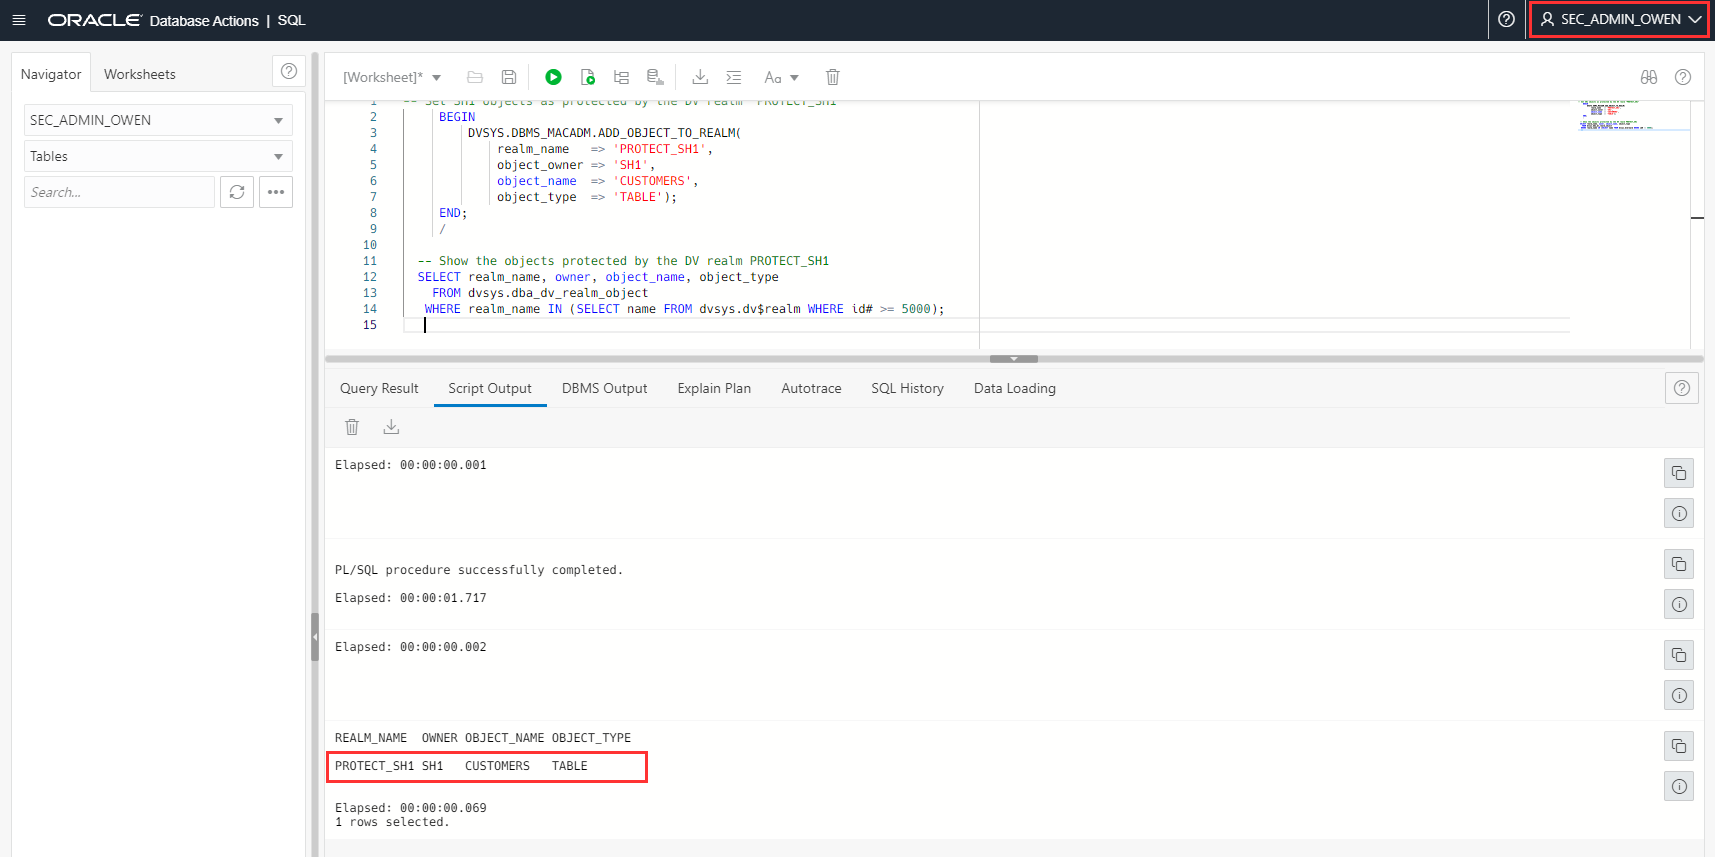 ORACLE Database Actions | SQL
SEC_ADMIN_OWEN
Navigator
Worksheets
SEC_ADMIN_OWEN
Tables
Search...
[Worksheet]*
Aa
1 -- Set SH1 objects as protected by the DV realm PROTECT_SH1
2 BEGIN
3 DVSYS.DBMS_MACADM.ADD_OBJECT_TO_REALM(
4 realm_name => 'PROTECT_SH1',
5 object_owner => 'SH1',
6 object_name => 'CUSTOMERS',
7 object_type => 'TABLE');
8 END;
9 /
10
11 -- Show the objects protected by the DV realm PROTECT_SH1
12 SELECT realm_name, owner, object_name, object_type
13 FROM dvsys.dba_dv_realm_object
14 WHERE realm_name IN (SELECT name FROM dvsys.dv$realm WHERE id# >= 5000);
15
Query Result
Script Output
DBMS Output
Explain Plan
Autotrace
SQL History
Data Loading
Elapsed: 00:00:00.001
PL/SQL procedure successfully completed.
Elapsed: 00:00:01.717
Elapsed: 00:00:00.002
REALM_NAME OWNER OBJECT_NAME OBJECT_TYPE
PROTECT_SH1 SH1 CUSTOMERS TABLE
Elapsed: 00:00:00.069
1 rows selected.